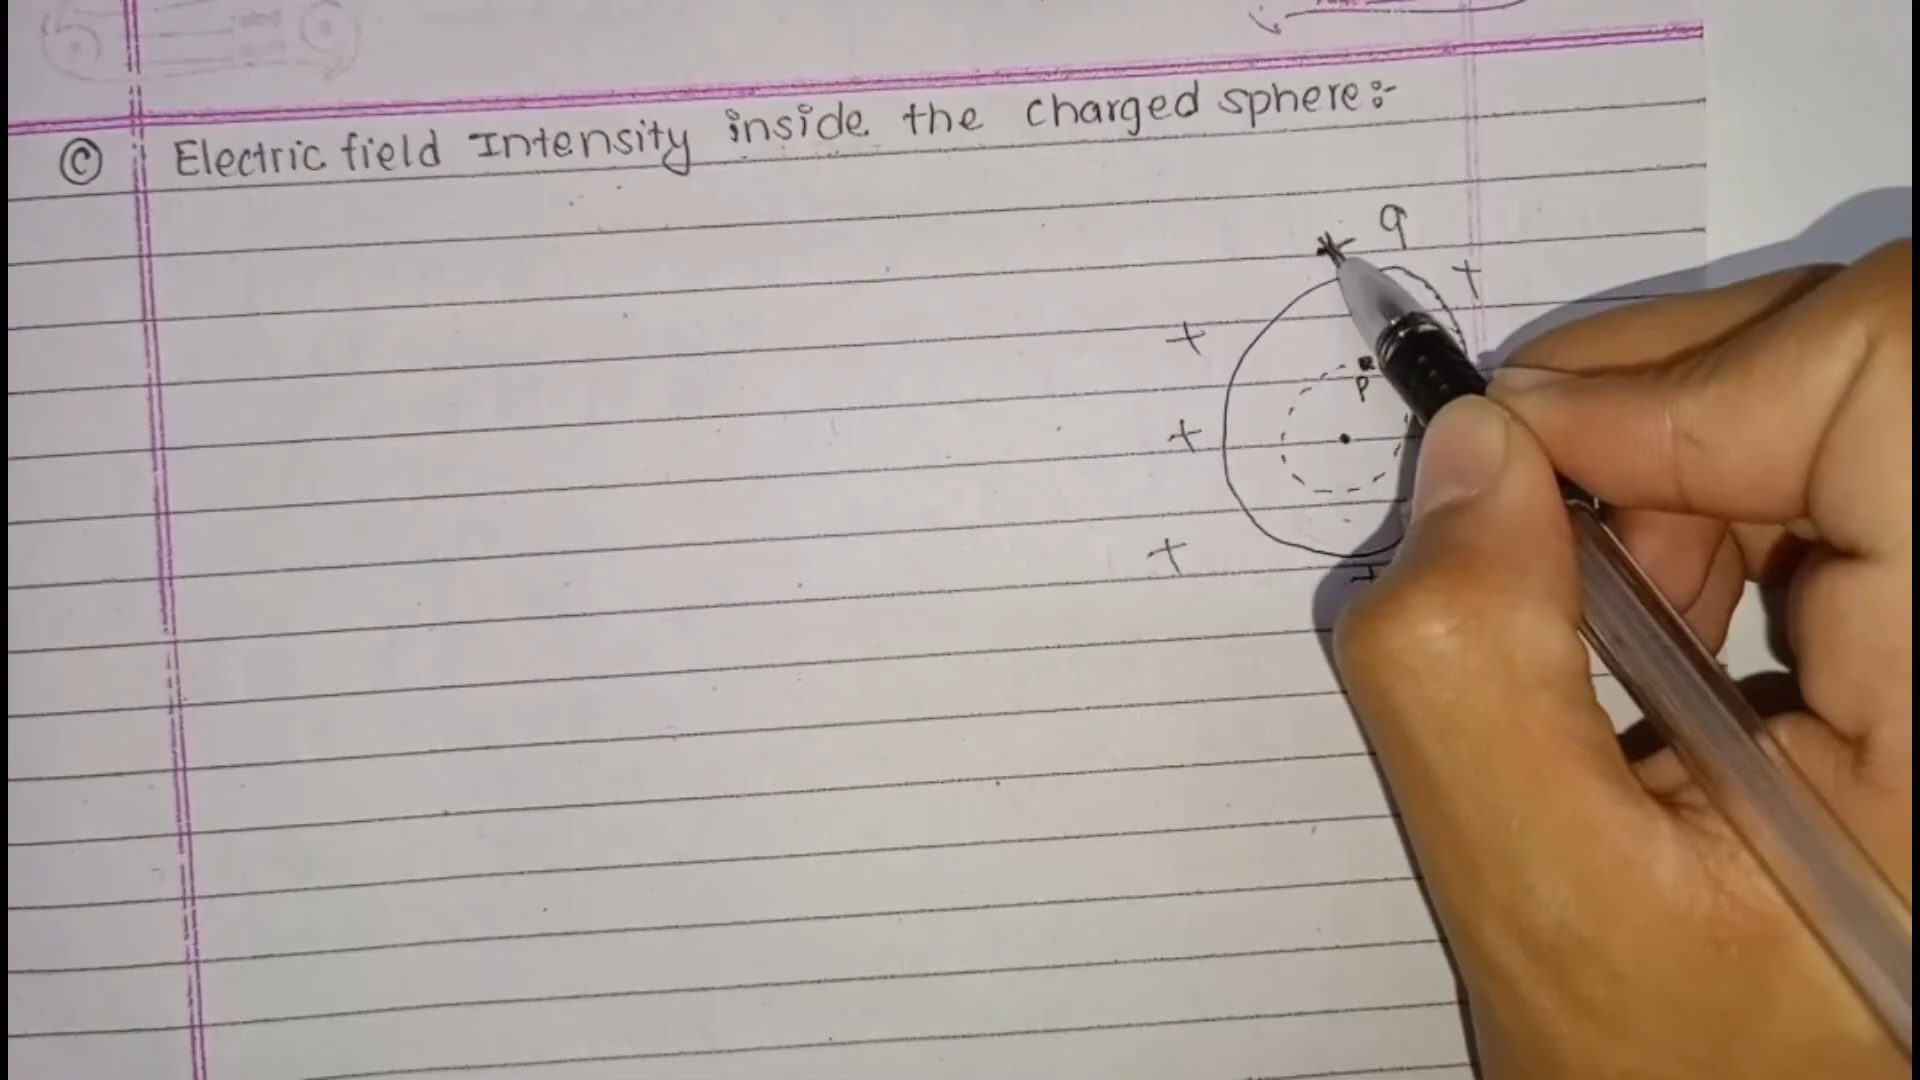 © Electric field Intensity inside the charged sphere:-
q
+
+
P
+
+
+